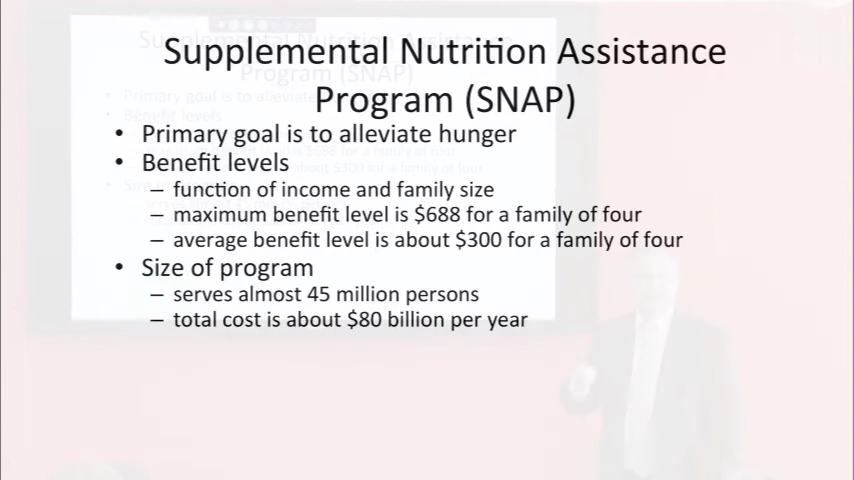 Supplemental Nutrition Assistance
Program (SNAP)
• Primary goal is to alleviate hunger
• Benefit levels
– function of income and family size
– maximum benefit level is $688 for a family of four
– average benefit level is about $300 for a family of four
• Size of program
– serves almost 45 million persons
– total cost is about $80 billion per year